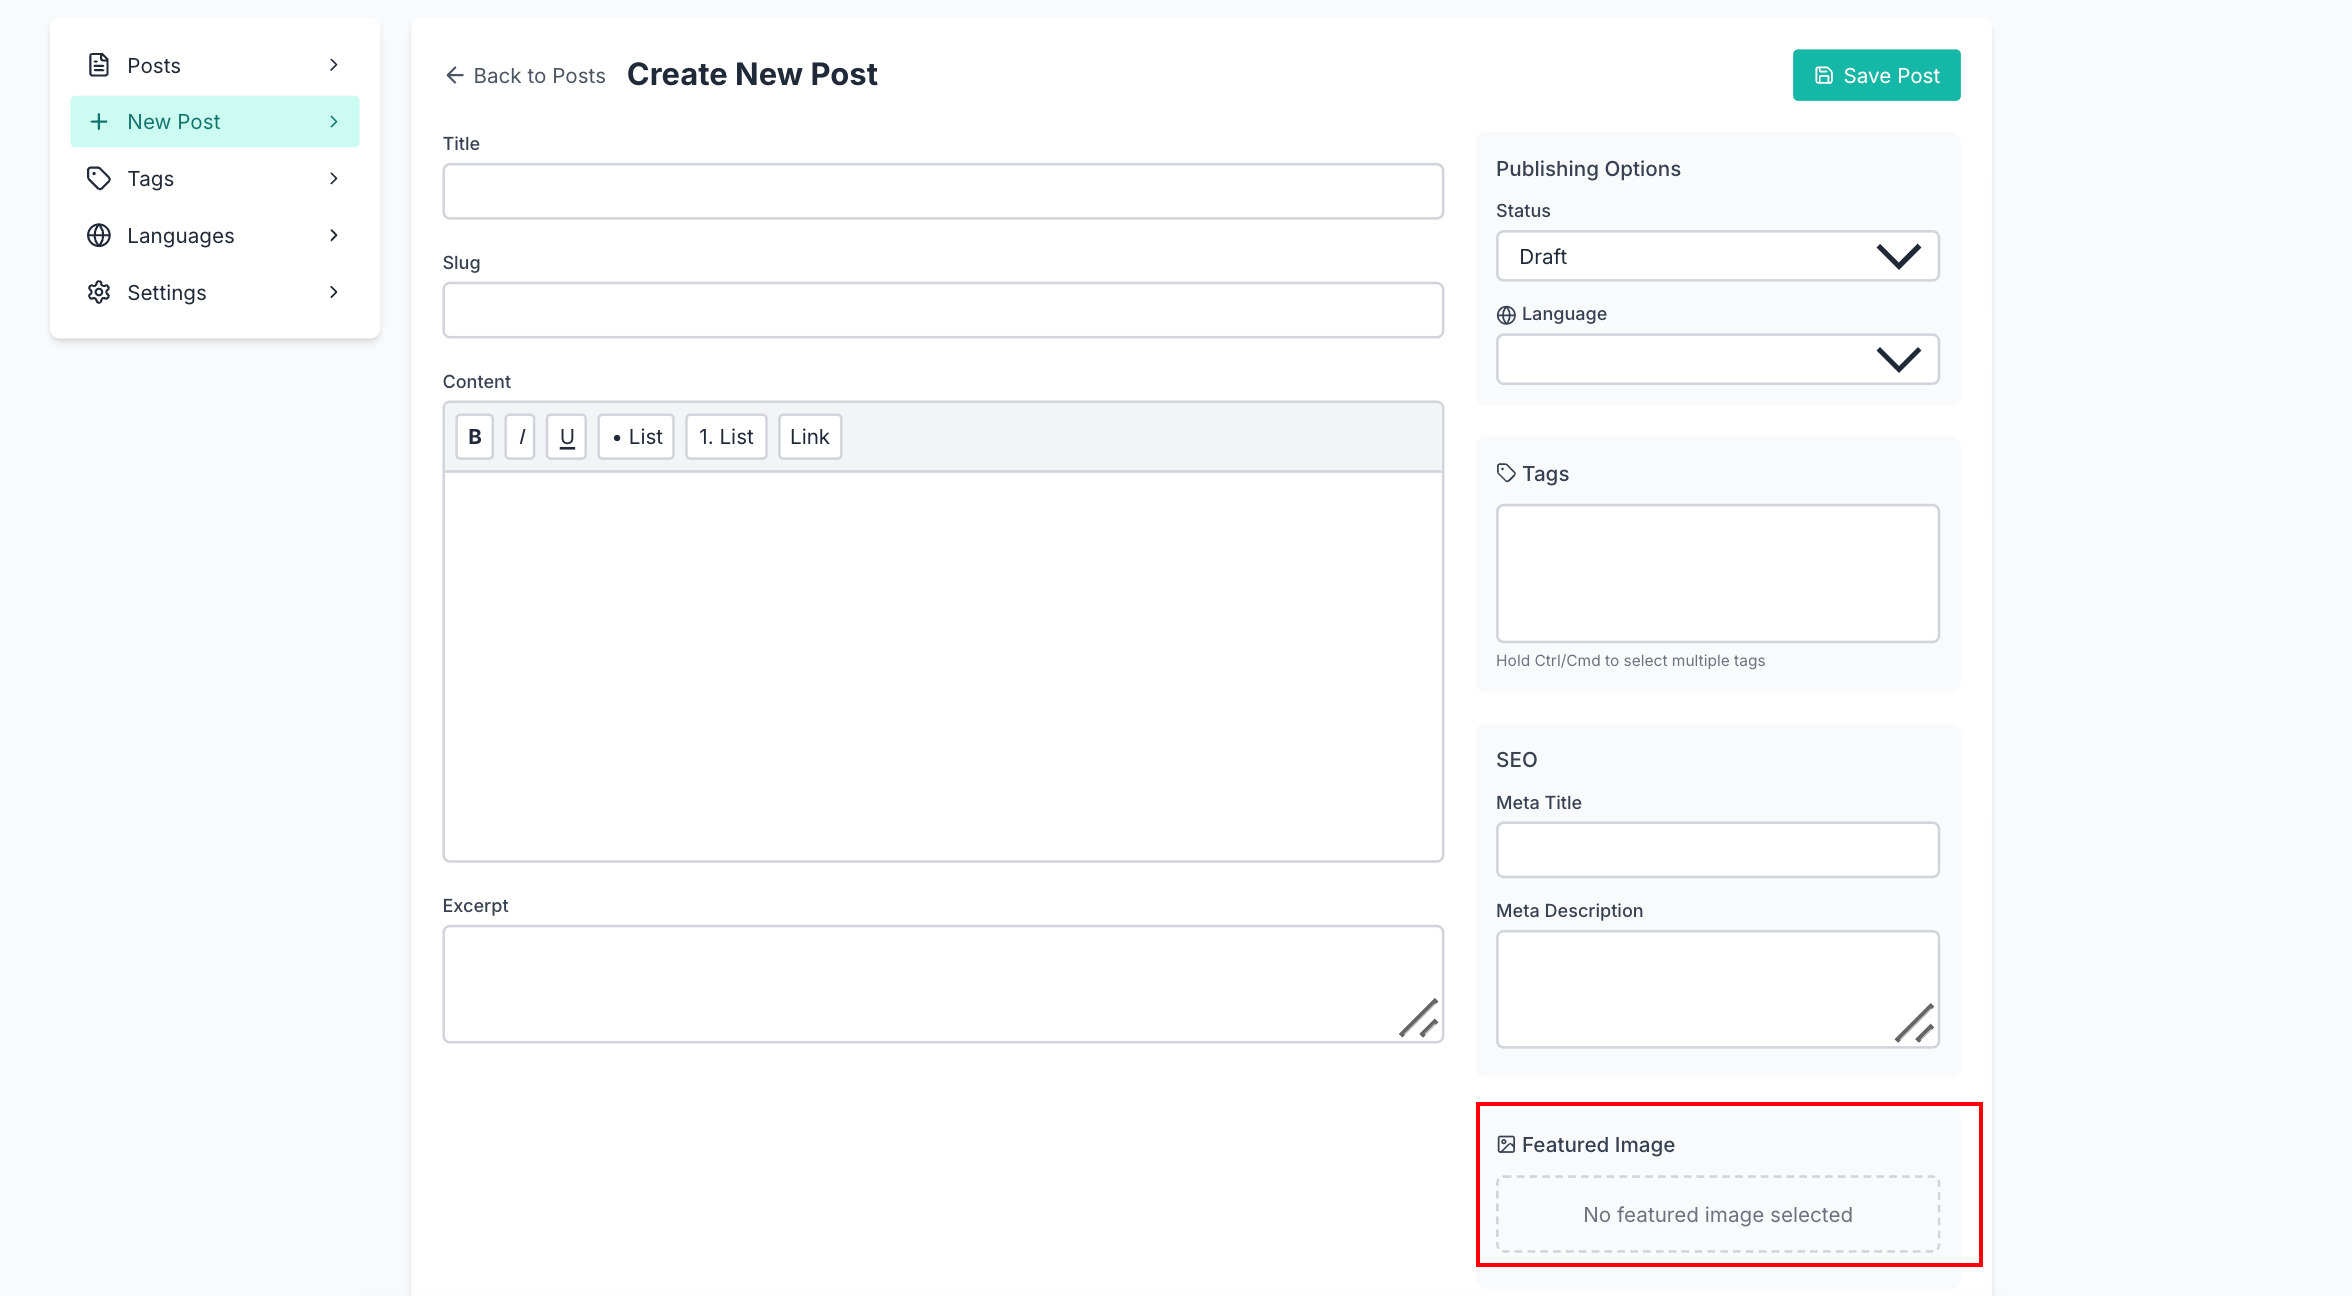 Posts
New Post
Tags
Languages
Settings
Back to Posts
Create New Post
Save Post
Title
Slug
Content
B I U • List 1. List Link
Excerpt
Publishing Options
Status
Draft
Language
Tags
Hold Ctrl/Cmd to select multiple tags
SEO
Meta Title
Meta Description
Featured Image
No featured image selected